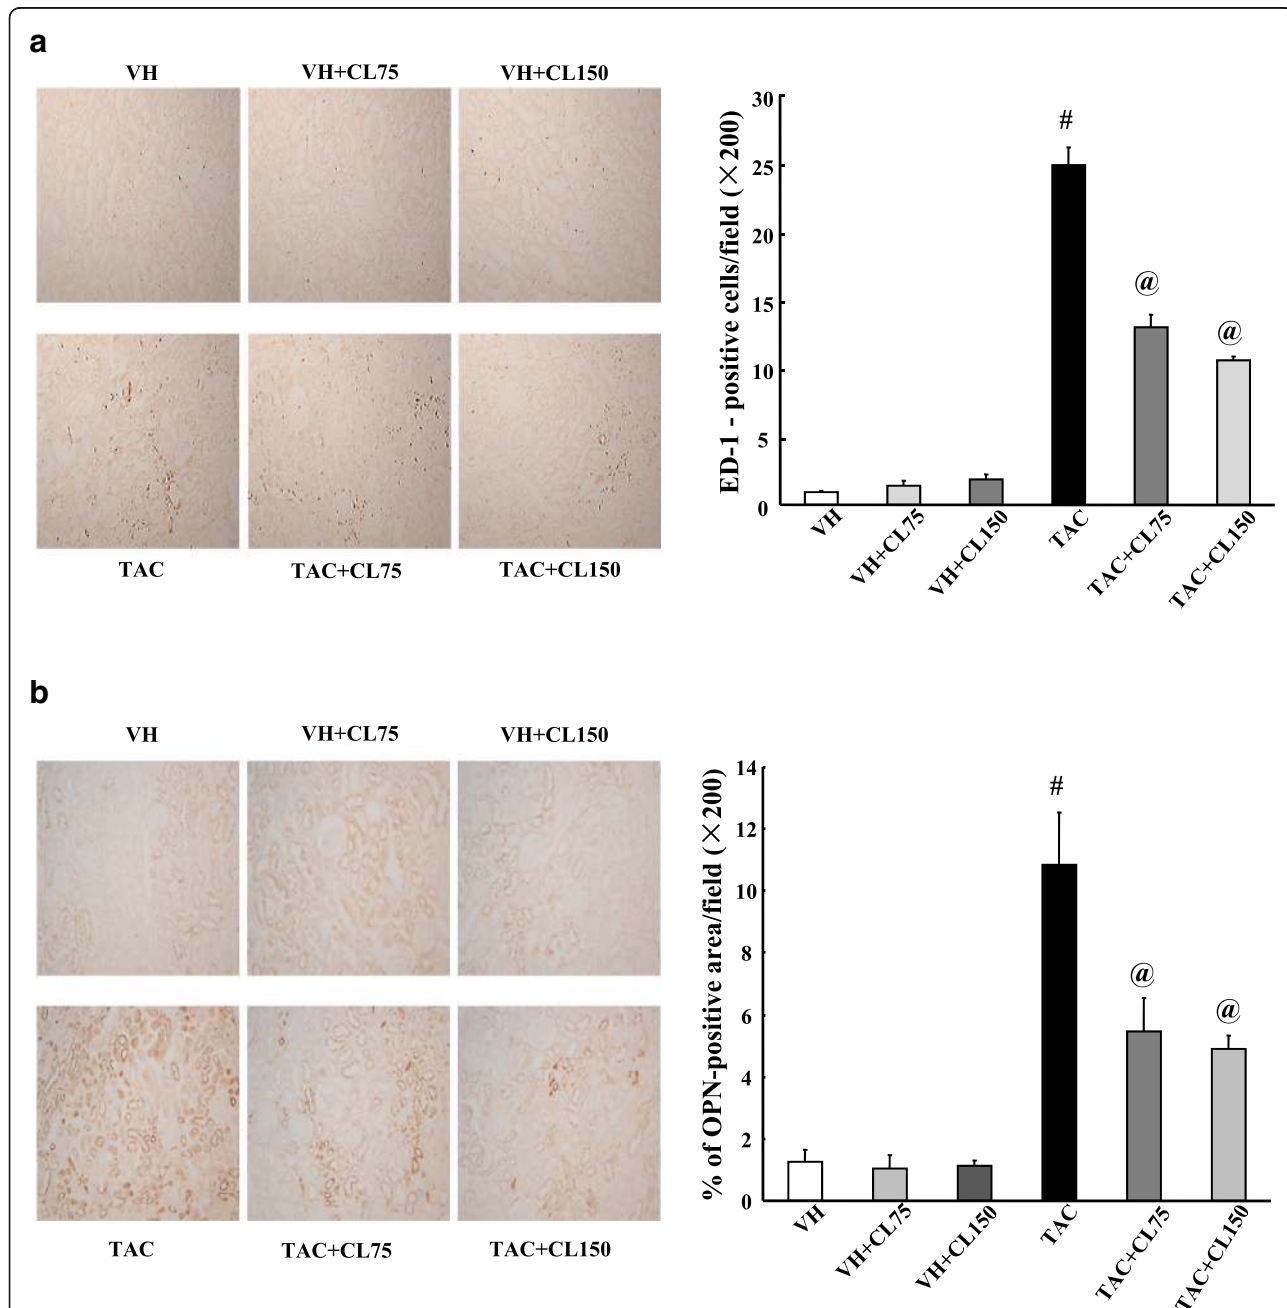 a
VH VH+CL75 VH+CL150
TAC TAC+CL75 TAC+CL150
ED-1 - positive cells/field (×200)
30
25
20
15
10
5
0
# @ @
VH VH+CL75 VH+CL150 TAC TAC+CL75 TAC+CL150
b
VH VH+CL75 VH+CL150
TAC TAC+CL75 TAC+CL150
% of OPN-positive area/field (×200)
14
12
10
8
6
4
2
0
# @ @
VH VH+CL75 VH+CL150 TAC TAC+CL75 TAC+CL150